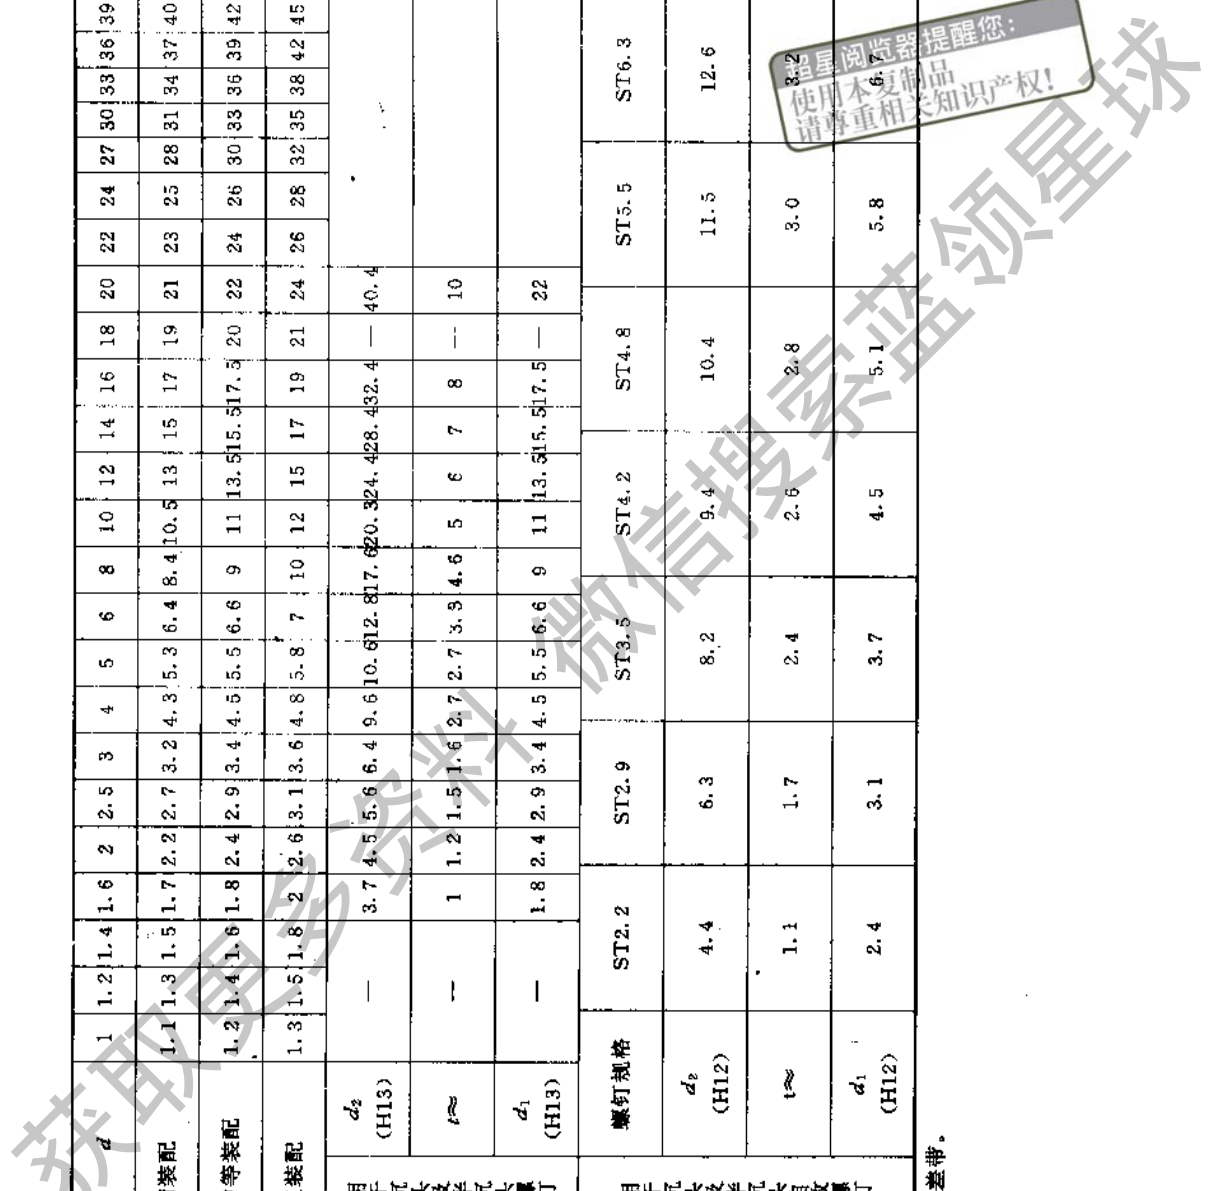 d 1 1.2 1.4 1.6 2 2.5 3 4 5 6 8 10 12 14 16 18 20 22 24 27 30 33 36 39
装配 1.1 1.3 1.5 1.7 2.2 2.7 3.2 4.3 5.3 6.4 8.4 10.5 13 15 17 19 21 23 25 28 31 34 37 40
等装配 1.2 1.4 1.6 1.8 2.4 2.9 3.4 4.5 5.5 6.6 9 11 13.5 15.5 17.5 20 22 24 26 30 33 36 39 42
装配 1.3 1.5 1.8 2 2.6 3.1 3.6 4.8 5.8 7 10 12 15 17 19 21 24 26 28 32 35 38 42 45
d₂ (H13) — 3.7 4.5 5.6 6.4 9.6 10.6 12.8 17.6 20.3 24.4 28.4 32.4 — 40.4
t≈ — 1 1.2 1.5 1.6 2.7 2.7 3.3 4.6 5 6 7 8 — 10
d₁ (H13) — 1.8 2.4 2.9 3.4 4.5 5.5 6.6 9 11 13.5 15.5 17.5 — 22
螺钉规格 ST2.2 ST2.9 ST3.5 ST4.2 ST4.8 ST5.5 ST6.3
d₂ (H12) 4.4 6.3 8.2 9.4 10.4 11.5 12.6
t≈ 1.1 1.7 2.4 2.6 2.8 3.0 3.2
d₁ (H12) 2.4 3.1 3.7 4.5 5.1 5.8 6.7
差带。
超星阅览器提醒您：
使用本复制品
请尊重相关知识产权！
获取更多资料 微信搜索蓝领星球